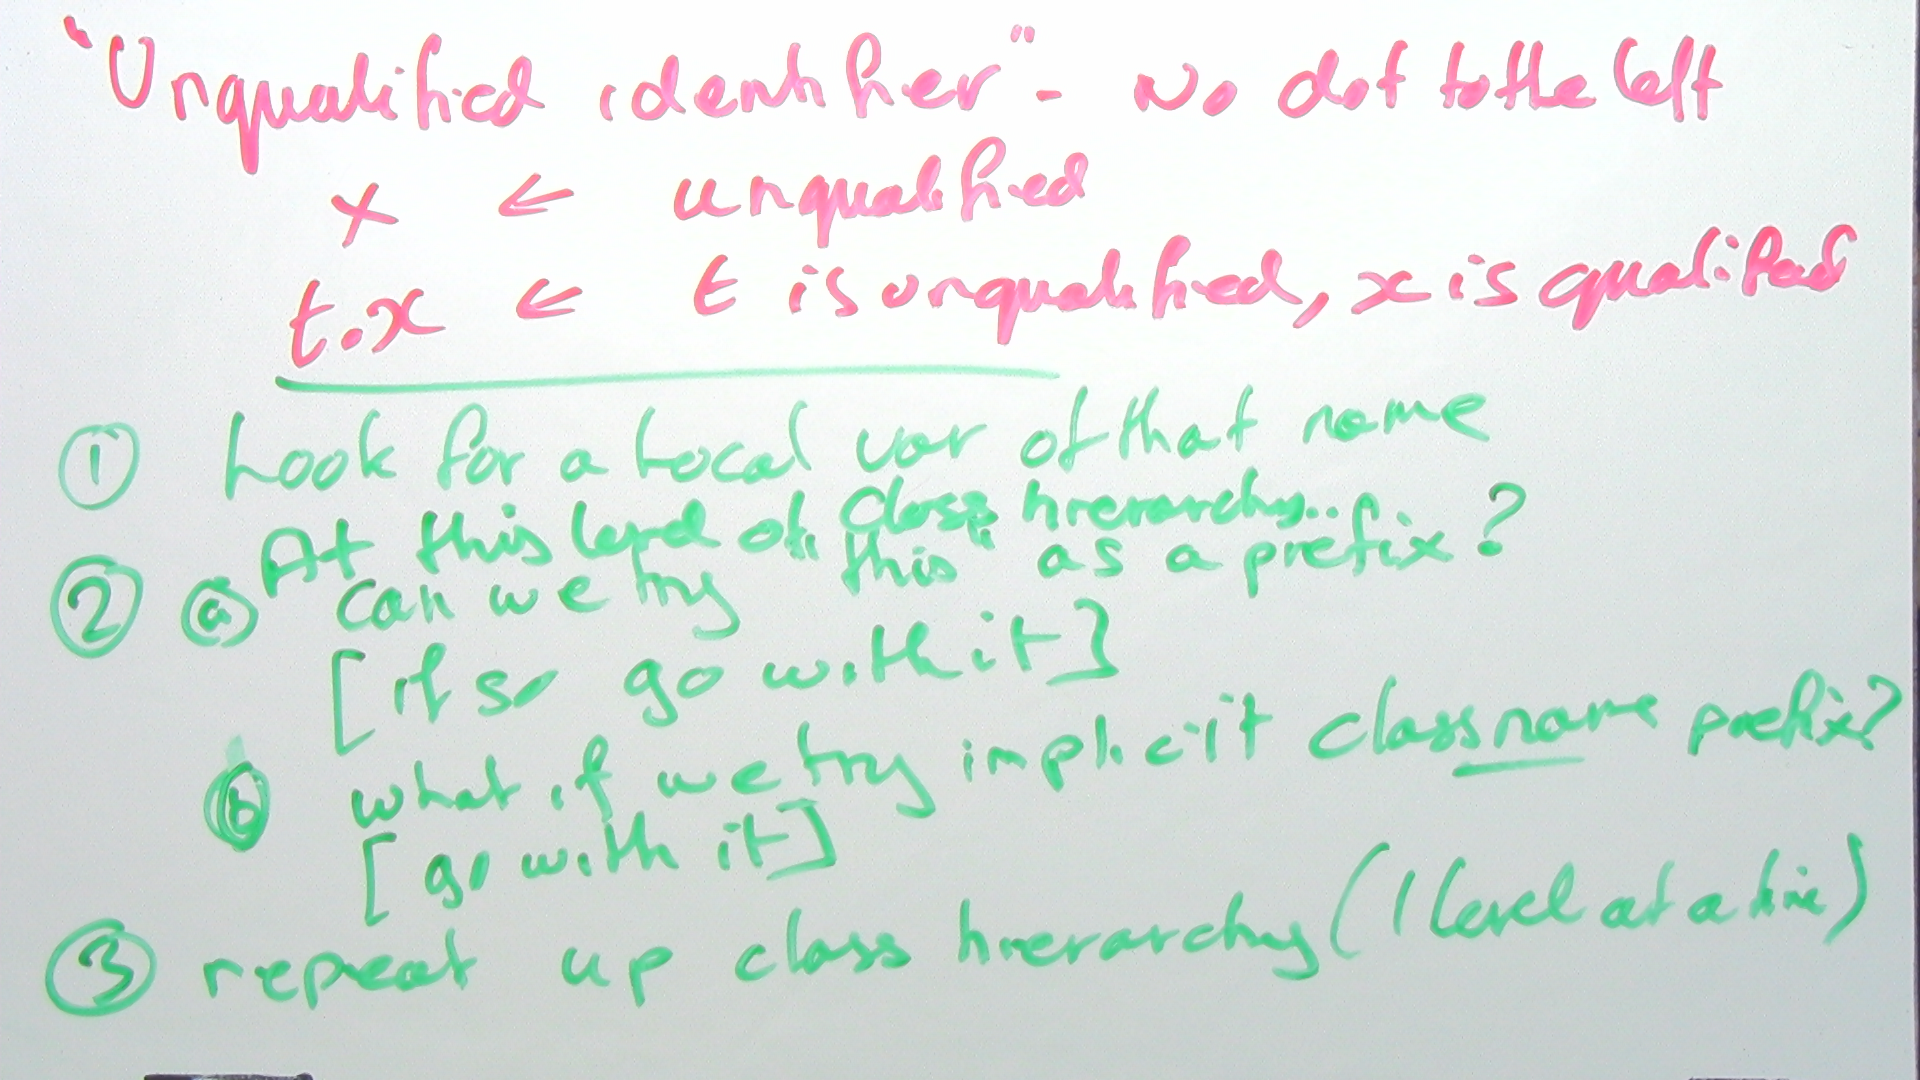 "Unqualified identifier" - No dot to the left
x ← unqualified
t.x ← t is unqualified, x is qualified
① Look for a local var of that name
At this level of class hierarchy..
② ⓐ can we try "this" as a prefix?
[if so go with it]
ⓑ what if we try implicit classname prefix?
[go with it]
③ repeat up class hierarchy (1 level at a time)